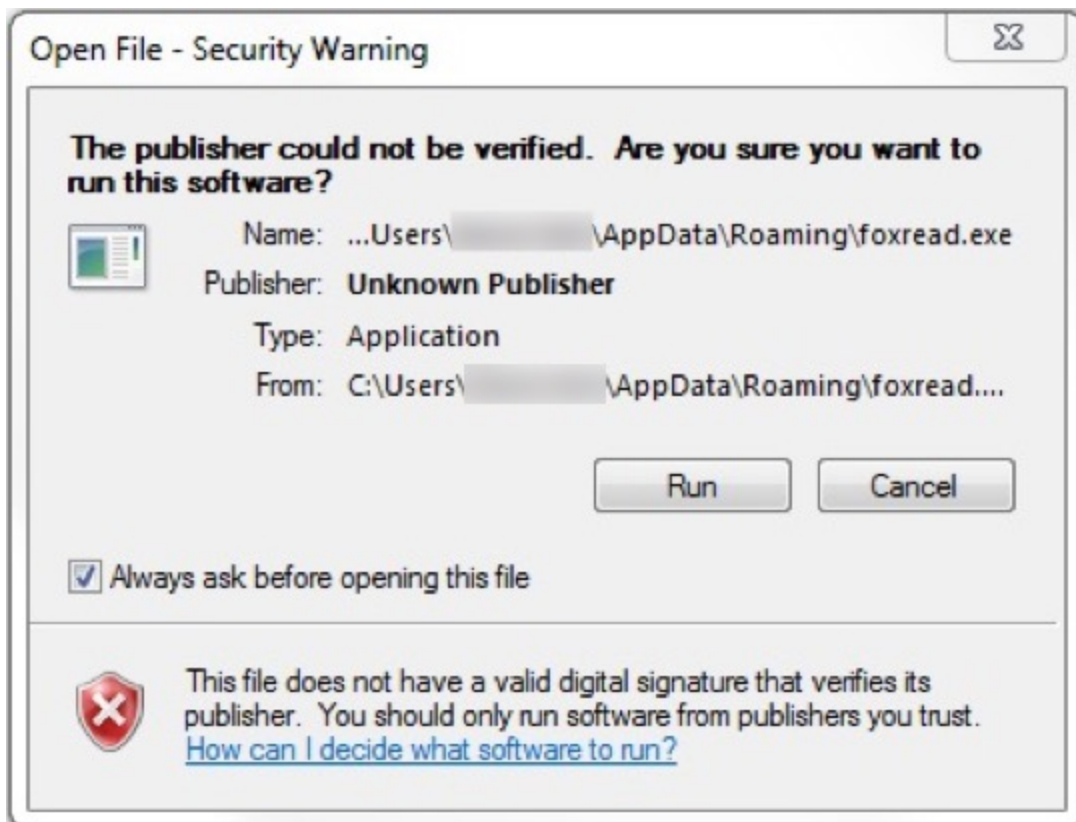 Open File - Security Warning
The publisher could not be verified.  Are you sure you want to
run this software?
Name: ...Users\ \AppData\Roaming\foxread.exe
Publisher: Unknown Publisher
Type: Application
From: C:\Users\ \AppData\Roaming\foxread....
Run Cancel
Always ask before opening this file
This file does not have a valid digital signature that verifies its
publisher.  You should only run software from publishers you trust.
How can I decide what software to run?